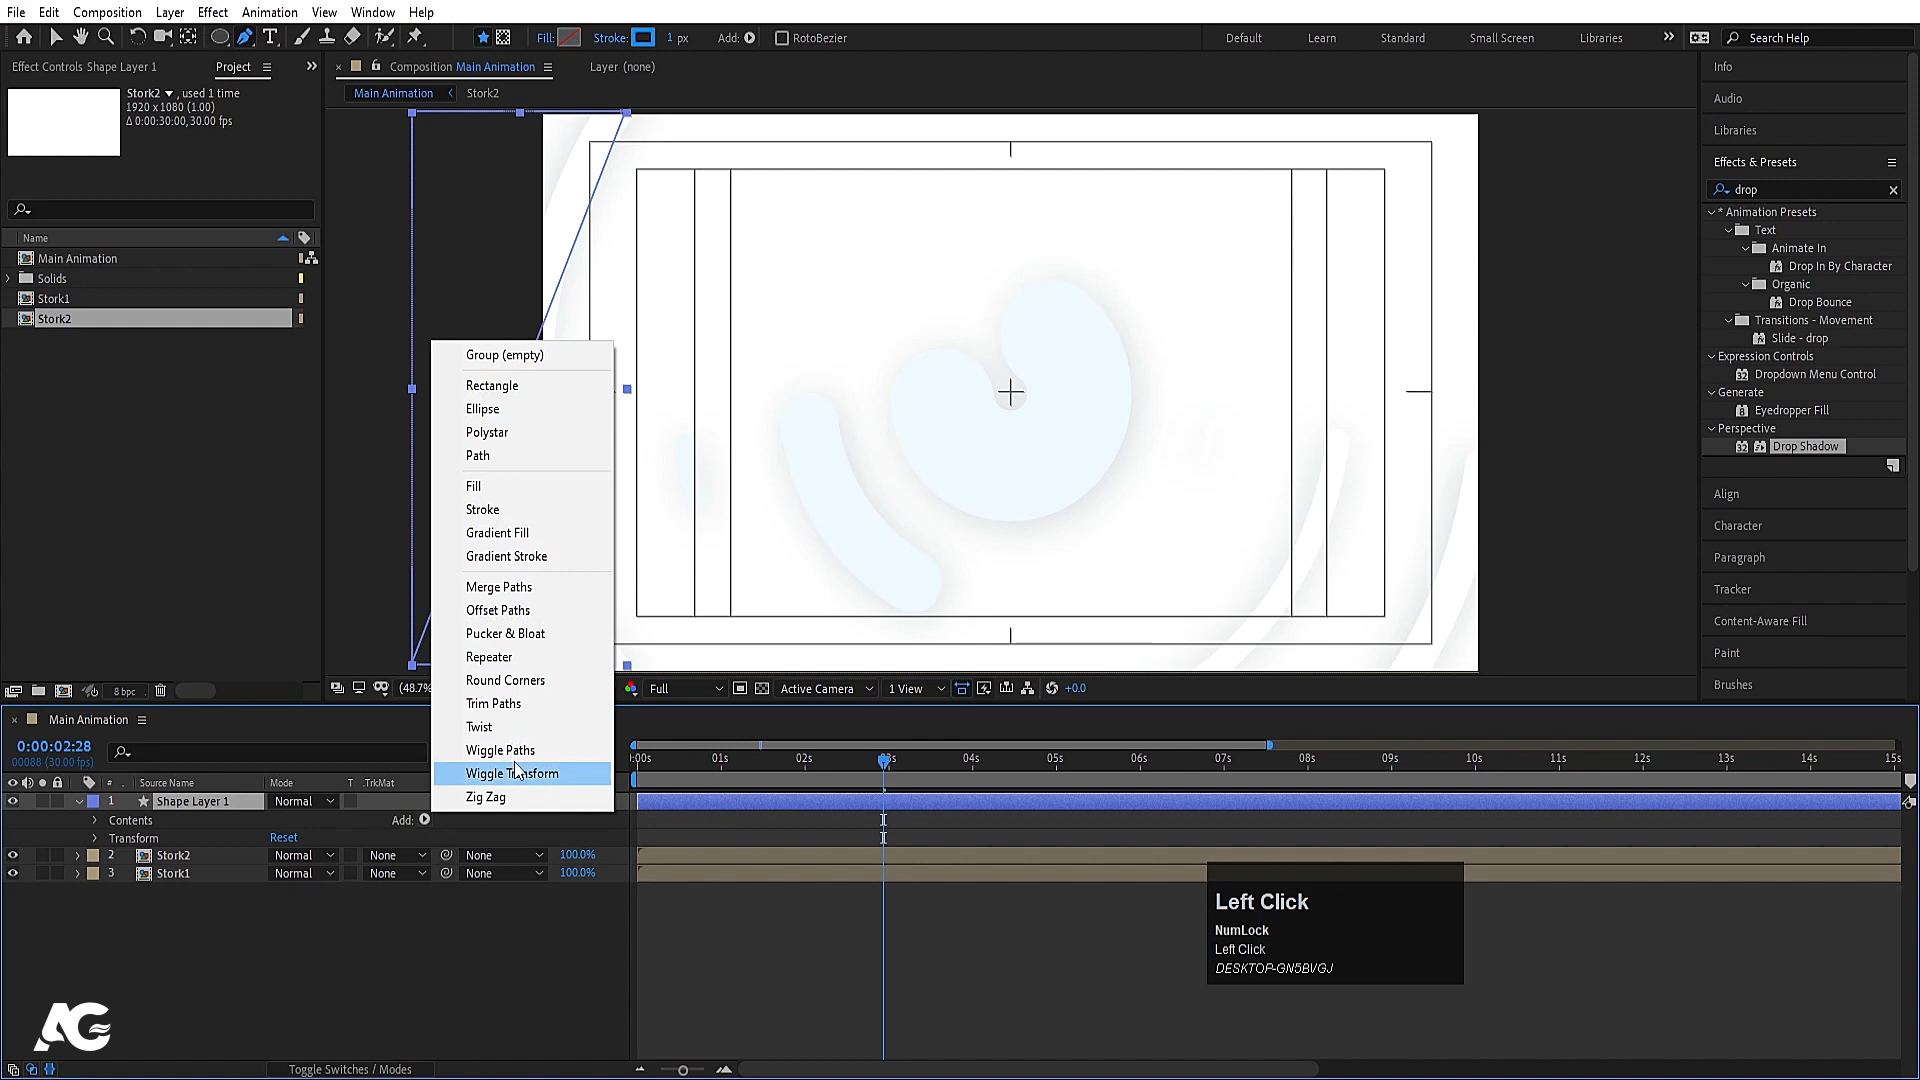 File Edit Composition Layer Effect Animation View Window Help
Fill: Stroke: 1 px Add: RotoBezier Default Learn Standard Small Screen Libraries Search Help
Effect Controls Shape Layer 1 Project Composition Main Animation Layer (none)
Main Animation Stork2
Stork2 , used 1 time
1920 x 1080 (1.00)
Δ 0:00:30:00, 30.00 fps
Name
Main Animation
Solids
Stork1
Stork2
8 bpc
Group (empty)
Rectangle
Ellipse
Polystar
Path
Fill
Stroke
Gradient Fill
Gradient Stroke
Merge Paths
Offset Paths
Pucker & Bloat
Repeater
Round Corners
Trim Paths
Twist
Wiggle Paths
Wiggle Transform
Zig Zag
(48.7% Full Active Camera 1 View +0.0
Info
Audio
Libraries
Effects & Presets
drop
* Animation Presets
Text
Animate In
Drop In By Character
Organic
Drop Bounce
Transitions - Movement
Slide - drop
Expression Controls
Dropdown Menu Control
Generate
Eyedropper Fill
Perspective
32 Drop Shadow
Align
Character
Paragraph
Tracker
Content-Aware Fill
Paint
Brushes
Main Animation
0:00:02:28
00088 (30.00 fps)
:00s 01s 02s 04s 05s 06s 07s 08s 09s 10s 11s 12s 13s 14s 15s
# . Source Name Mode T .TrkMat
1 Shape Layer 1 Normal
Contents Add:
Transform Reset
2 Stork2 Normal None None 100.0%
3 Stork1 Normal None None 100.0%
Left Click
NumLock
Left Click
DESKTOP-GN5BVGJ
AG
Toggle Switches / Modes